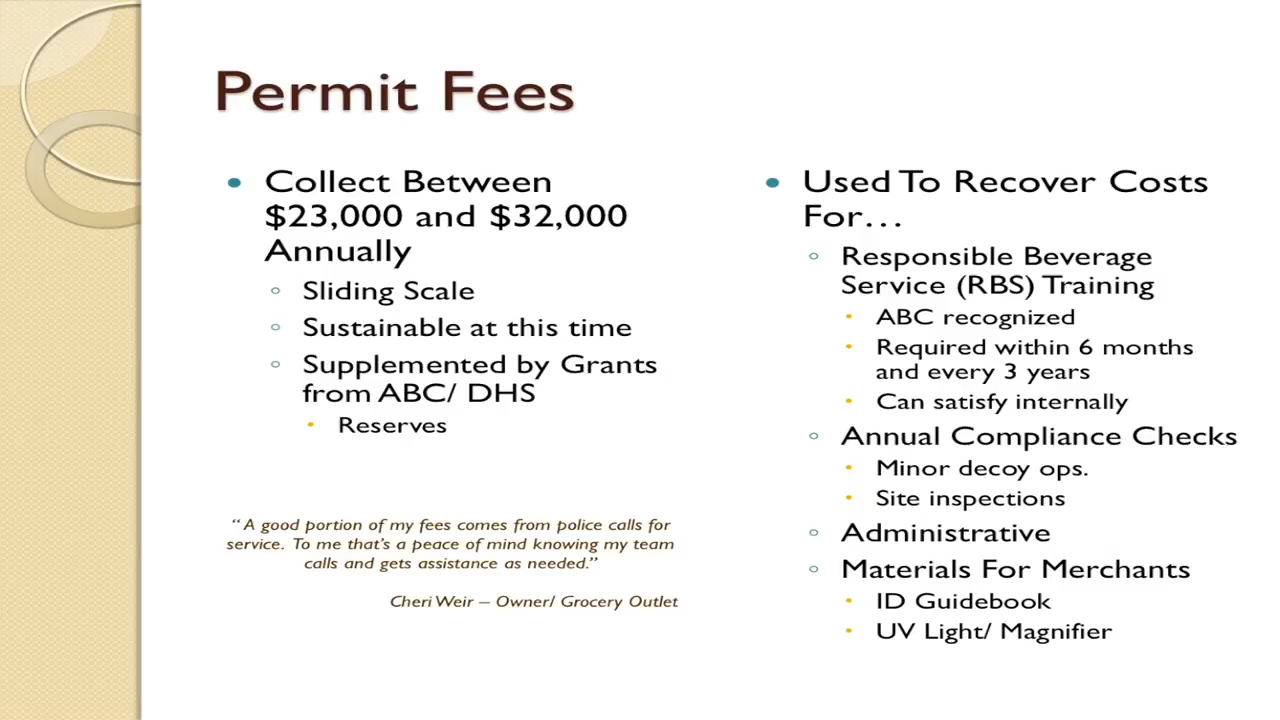 Permit Fees
• Collect Between
$23,000 and $32,000
Annually
◦ Sliding Scale
◦ Sustainable at this time
◦ Supplemented by Grants
from ABC/ DHS
• Reserves
“ A good portion of my fees comes from police calls for
service. To me that’s a peace of mind knowing my team
calls and gets assistance as needed.”
Cheri Weir – Owner/ Grocery Outlet
• Used To Recover Costs
For…
◦ Responsible Beverage
Service (RBS) Training
• ABC recognized
• Required within 6 months
and every 3 years
• Can satisfy internally
◦ Annual Compliance Checks
• Minor decoy ops.
• Site inspections
◦ Administrative
◦ Materials For Merchants
• ID Guidebook
• UV Light/ Magnifier